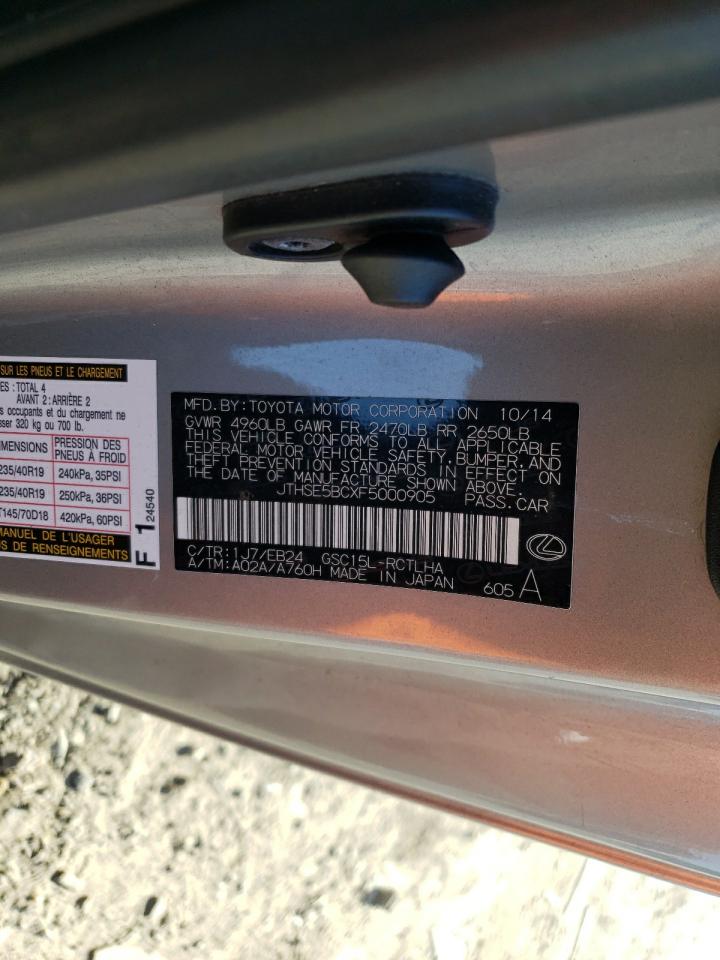 SUR LES PNEUS ET LE CHARGEMENT
ES : TOTAL 4
AVANT 2 : ARRIÈRE 2
s occupants et du chargement ne
sser 320 kg ou 700 lb.
IMENSIONS
PRESSION DES
PNEUS À FROID
235/40R19 240kPa, 35PSI
235/40R19 250kPa, 36PSI
T145/70D18 420kPa, 60PSI
MANUEL DE L'USAGER
US DE RENSEIGNEMENTS.
F 1 24540
MFD. BY: TOYOTA MOTOR CORPORATION 10/14
GVWR 4960LB GAWR FR 2470LB RR 2650LB
THIS VEHICLE CONFORMS TO ALL APPLICABLE
FEDERAL MOTOR VEHICLE SAFETY, BUMPER, AND
THEFT PREVENTION STANDARDS IN EFFECT ON
THE DATE OF MANUFACTURE SHOWN ABOVE.
JTHSE5BCXF5000905 PASS. CAR
C/TR: 1J7/EB24 GSC15L-RCTLHA
A/TM: A02A/A760H MADE IN JAPAN
605 A